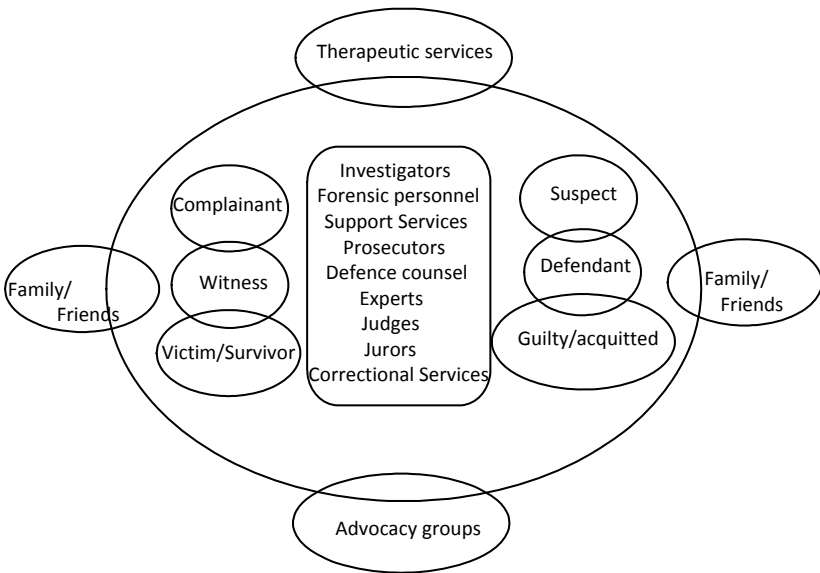 Therapeutic services
Complainant
Witness
Victim/Survivor
Investigators
Forensic personnel
Support Services
Prosecutors
Defence counsel
Experts
Judges
Jurors
Correctional Services
Suspect
Defendant
Guilty/acquitted
Family/
Friends
Family/
Friends
Advocacy groups